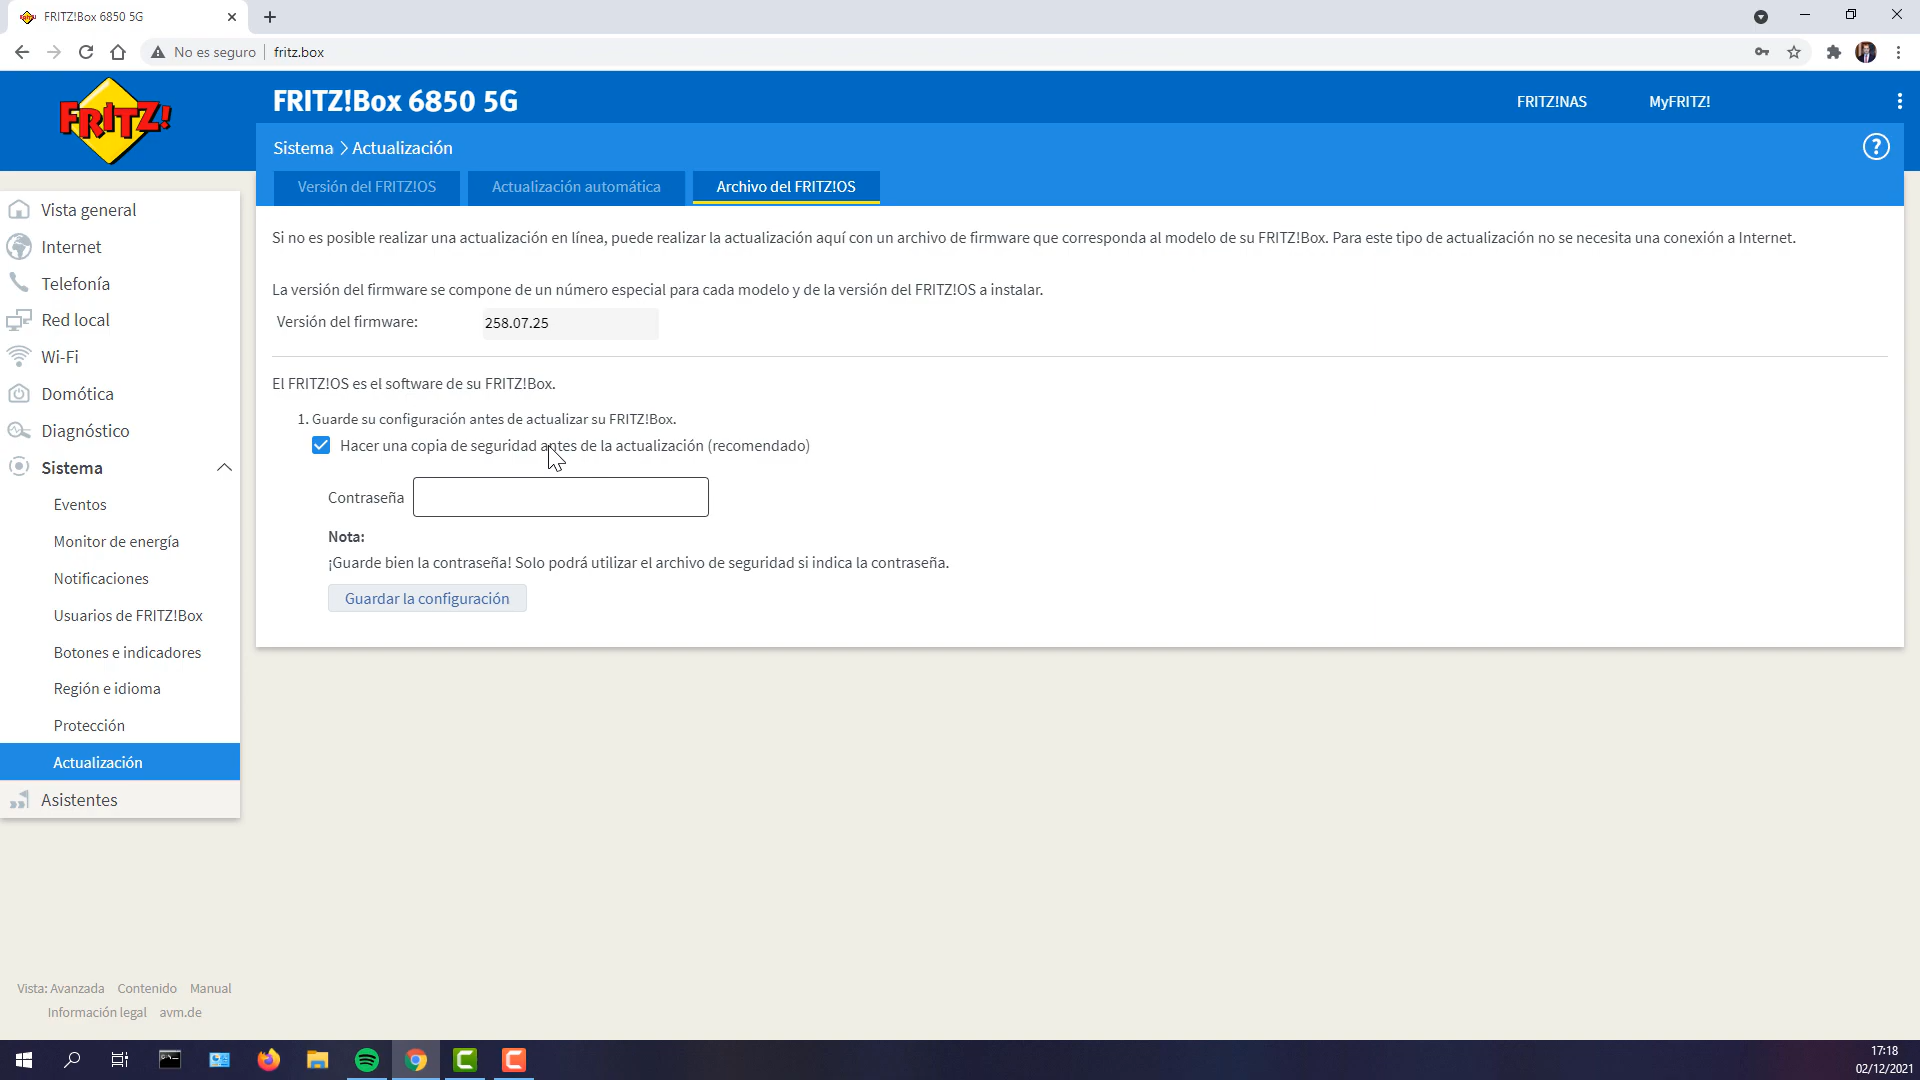 FRITZ!Box 6850 5G
No es seguro
fritz.box
FRITZ!
FRITZ!Box 6850 5G
FRITZ!NAS
MyFRITZ!
Sistema > Actualización
?
Versión del FRITZ!OS
Actualización automática
Archivo del FRITZ!OS
Vista general
Internet
Telefonía
Red local
Wi-Fi
Domótica
Diagnóstico
Sistema
Eventos
Monitor de energía
Notificaciones
Usuarios de FRITZ!Box
Botones e indicadores
Región e idioma
Protección
Actualización
Asistentes
Si no es posible realizar una actualización en línea, puede realizar la actualización aquí con un archivo de firmware que corresponda al modelo de su FRITZ!Box. Para este tipo de actualización no se necesita una conexión a Internet.
La versión del firmware se compone de un número especial para cada modelo y de la versión del FRITZ!OS a instalar.
Versión del firmware: 258.07.25
El FRITZ!OS es el software de su FRITZ!Box.
1. Guarde su configuración antes de actualizar su FRITZ!Box.
Hacer una copia de seguridad antes de la actualización (recomendado)
Contraseña
Nota:
¡Guarde bien la contraseña! Solo podrá utilizar el archivo de seguridad si indica la contraseña.
Guardar la configuración
Vista: Avanzada Contenido Manual
Información legal avm.de
17:18
02/12/2021